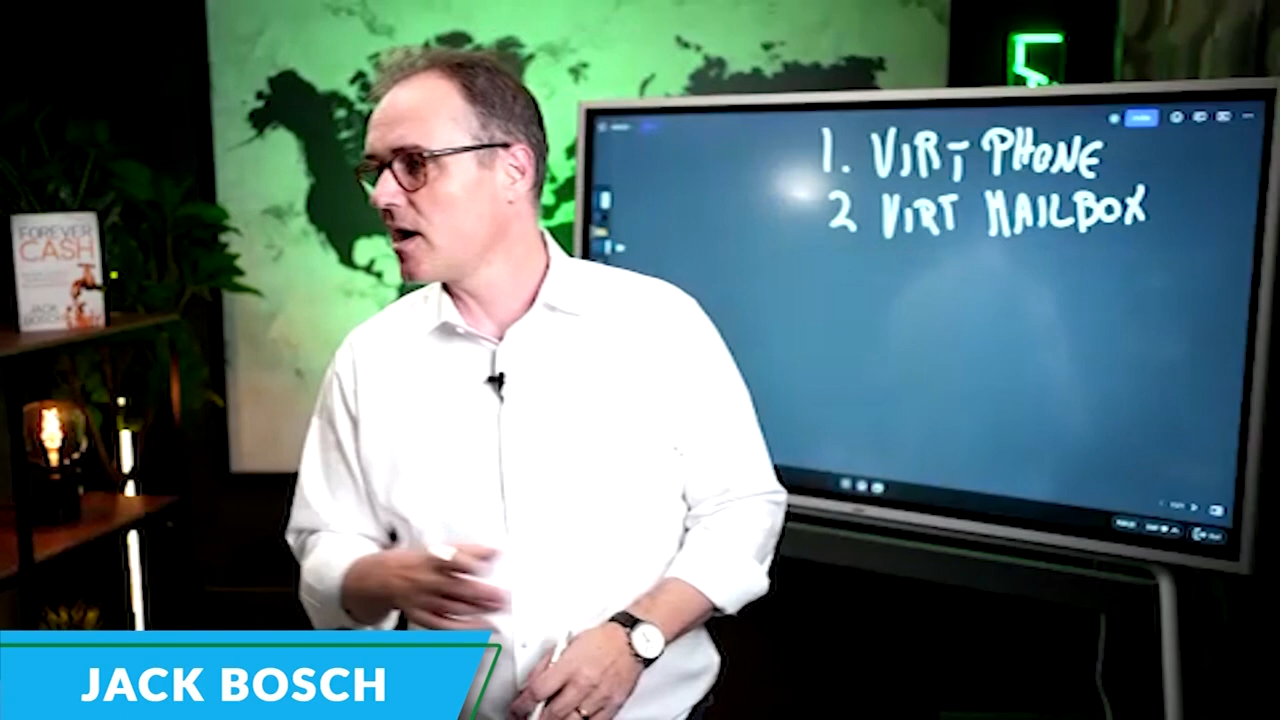 1. VIRT PHONE
2 VIRT MAILBOX
FOREVER
CASH
JACK
BOSCH
JACK BOSCH